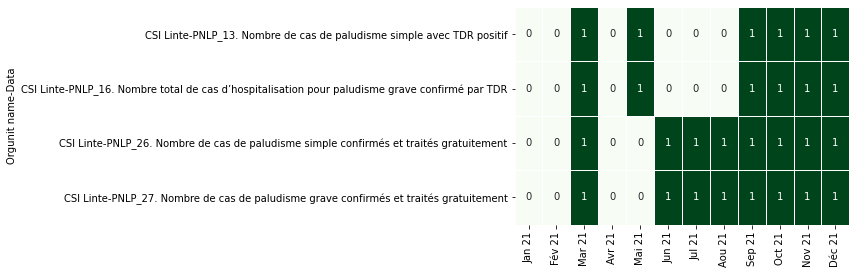 Orgunit name-Data
CSI Linte-PNLP_13. Nombre de cas de paludisme simple avec TDR positif
0 0 1 0 1 0 0 0 1 1 1 1
CSI Linte-PNLP_16. Nombre total de cas d’hospitalisation pour paludisme grave confirmé par TDR
0 0 1 0 1 0 0 0 1 1 1 1
CSI Linte-PNLP_26. Nombre de cas de paludisme simple confirmés et traités gratuitement
0 0 1 0 0 1 1 1 1 1 1 1
CSI Linte-PNLP_27. Nombre de cas de paludisme grave confirmés et traités gratuitement
0 0 1 0 0 1 1 1 1 1 1 1
Jan 21
Fév 21
Mar 21
Avr 21
Mai 21
Jun 21
Jul 21
Aou 21
Sep 21
Oct 21
Nov 21
Déc 21